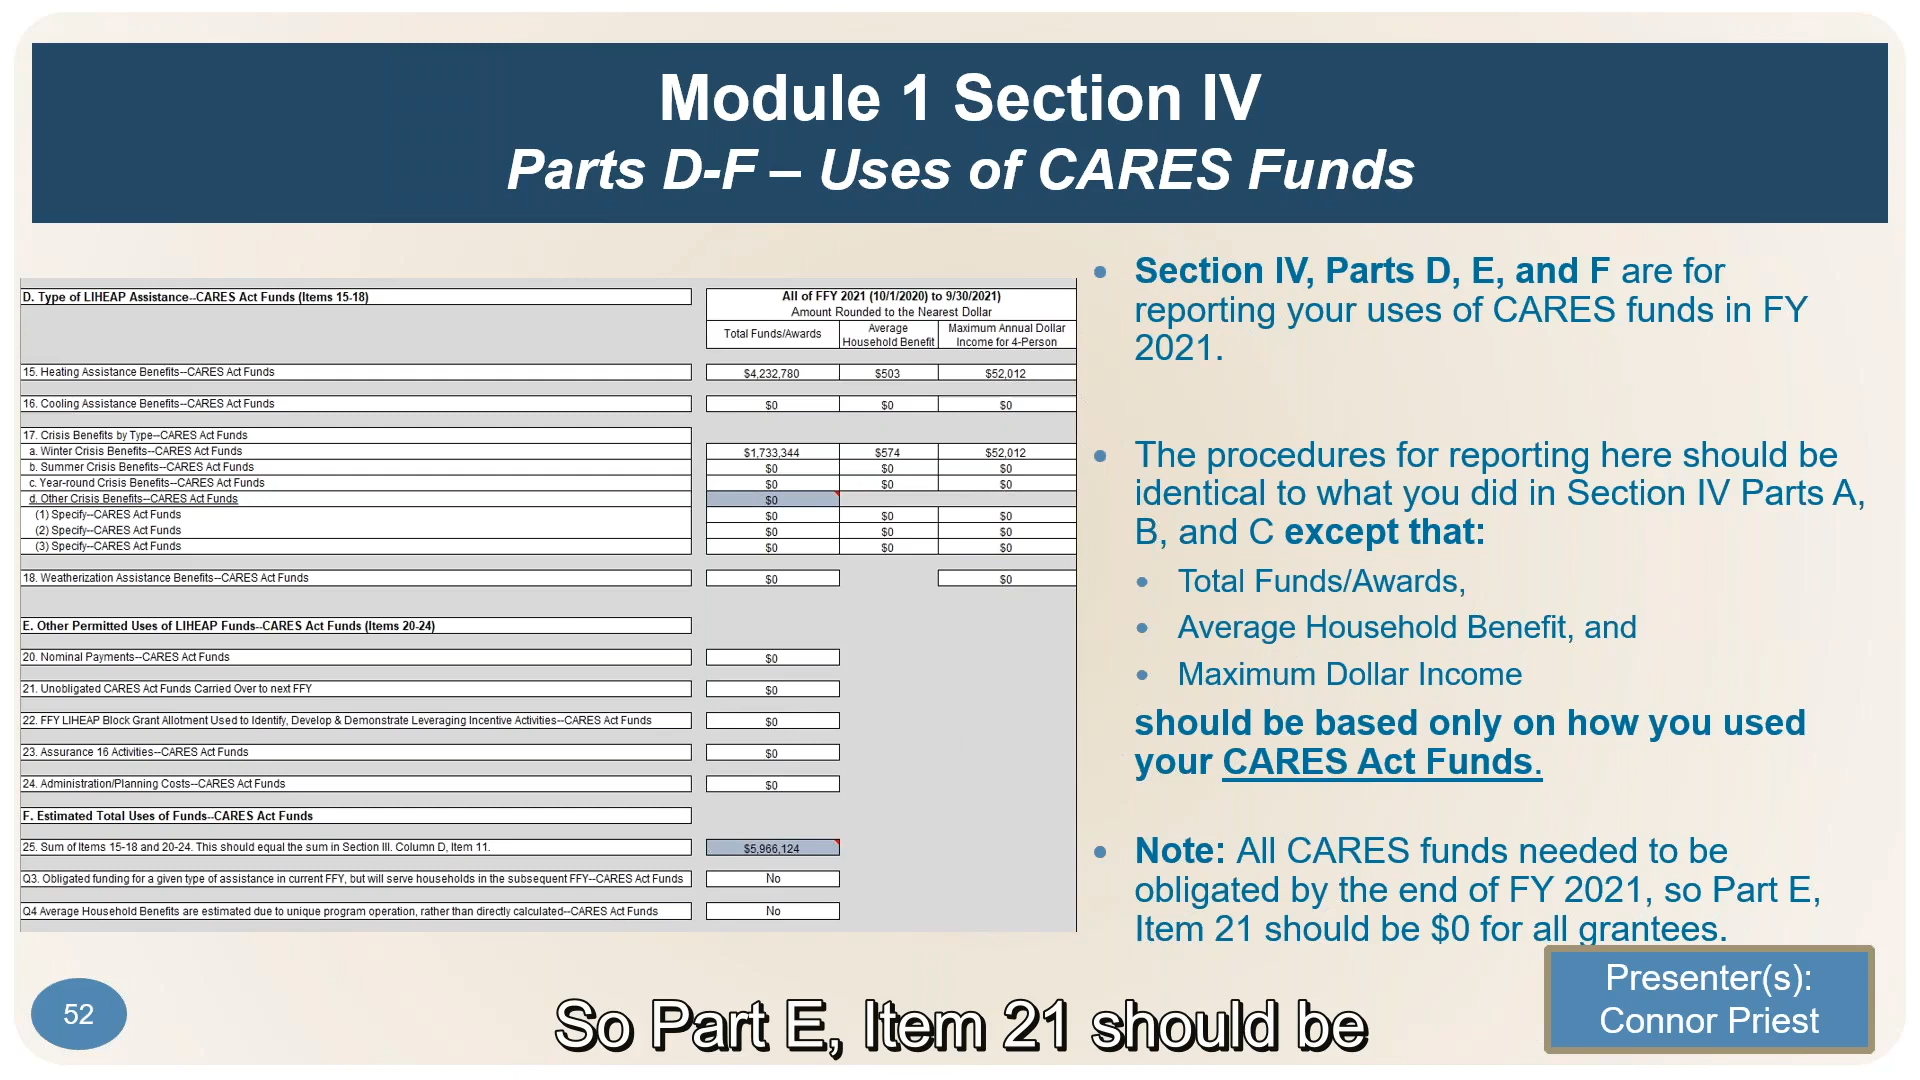 Module 1 Section IV
Parts D-F – Uses of CARES Funds
D. Type of LIHEAP Assistance--CARES Act Funds (Items 15-18)
All of FFY 2021 (10/1/2020) to 9/30/2021)
Amount Rounded to the Nearest Dollar
Total Funds/Awards
Average Household Benefit
Maximum Annual Dollar Income for 4-Person
15. Heating Assistance Benefits--CARES Act Funds $4,232,780 $503 $52,012
16. Cooling Assistance Benefits--CARES Act Funds $0 $0 $0
17. Crisis Benefits by Type--CARES Act Funds
a. Winter Crisis Benefits--CARES Act Funds $1,733,344 $574 $52,012
b. Summer Crisis Benefits--CARES Act Funds $0 $0 $0
c. Year-round Crisis Benefits--CARES Act Funds $0 $0 $0
d. Other Crisis Benefits--CARES Act Funds $0
(1) Specify--CARES Act Funds $0 $0 $0
(2) Specify--CARES Act Funds $0 $0 $0
(3) Specify--CARES Act Funds $0 $0 $0
18. Weatherization Assistance Benefits--CARES Act Funds $0 $0
E. Other Permitted Uses of LIHEAP Funds--CARES Act Funds (Items 20-24)
20. Nominal Payments--CARES Act Funds $0
21. Unobligated CARES Act Funds Carried Over to next FFY $0
22. FFY LIHEAP Block Grant Allotment Used to Identify, Develop & Demonstrate Leveraging Incentive Activities--CARES Act Funds $0
23. Assurance 16 Activities--CARES Act Funds $0
24. Administration/Planning Costs--CARES Act Funds $0
F. Estimated Total Uses of Funds--CARES Act Funds
25. Sum of Items 15-18 and 20-24. This should equal the sum in Section III. Column D, Item 11. $5,966,124
Q3. Obligated funding for a given type of assistance in current FFY, but will serve households in the subsequent FFY--CARES Act Funds No
Q4 Average Household Benefits are estimated due to unique program operation, rather than directly calculated--CARES Act Funds No
• Section IV, Parts D, E, and F are for
reporting your uses of CARES funds in FY
2021.
• The procedures for reporting here should be
identical to what you did in Section IV Parts A,
B, and C except that:
• Total Funds/Awards,
• Average Household Benefit, and
• Maximum Dollar Income
should be based only on how you used
your CARES Act Funds.
• Note: All CARES funds needed to be
obligated by the end of FY 2021, so Part E,
Item 21 should be $0 for all grantees.
Presenter(s):
Connor Priest
52
So Part E, Item 21 should be